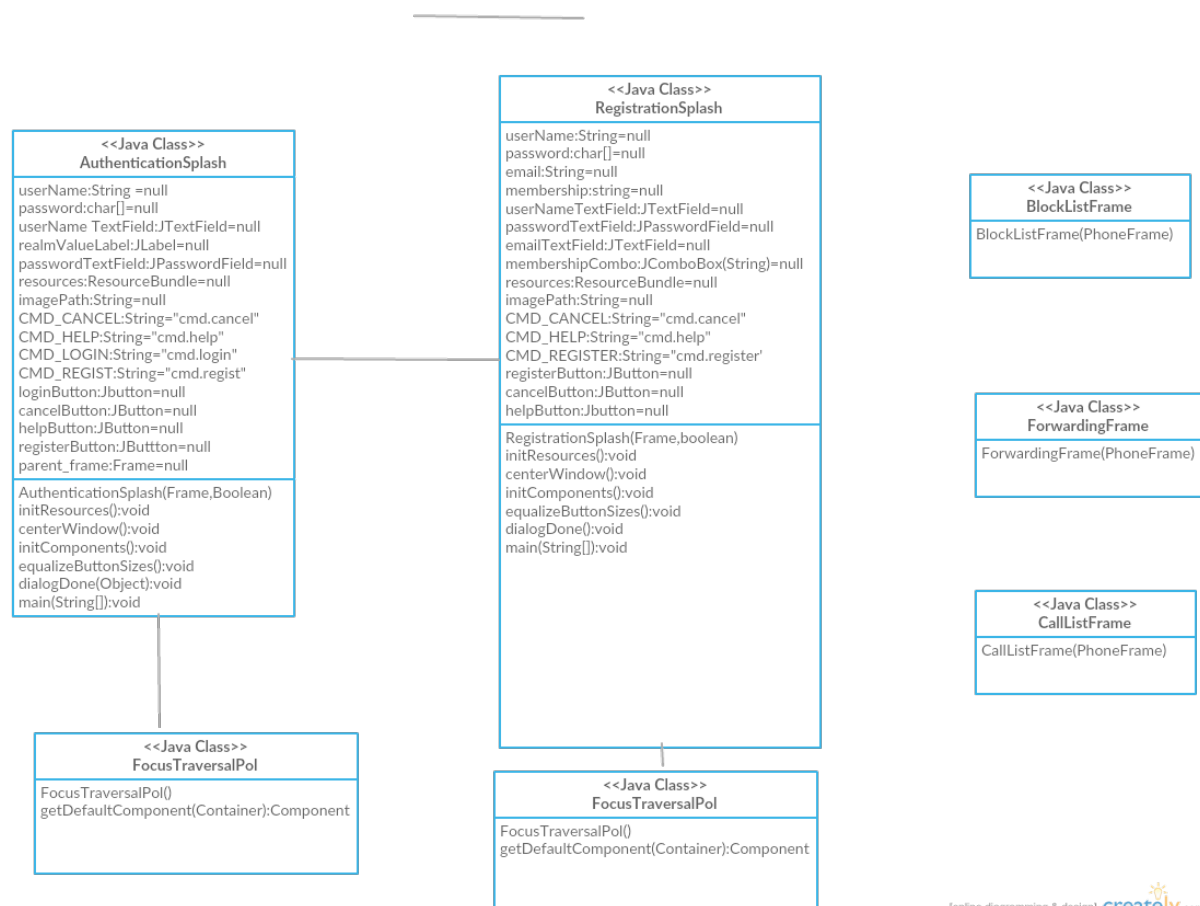 <<Java Class>>
AuthenticationSplash
userName:String =null
password:char[]=null
userName TextField:JTextField=null
realmValueLabel:JLabel=null
passwordTextField:JPasswordField=null
resources:ResourceBundle=null
imagePath:String=null
CMD_CANCEL:String="cmd.cancel"
CMD_HELP:String="cmd.help"
CMD_LOGIN:String="cmd.login"
CMD_REGIST:String="cmd.regist"
loginButton:Jbutton=null
cancelButton:JButton=null
helpButton:JButton=null
registerButton:JButtton=null
parent_frame:Frame=null
AuthenticationSplash(Frame,Boolean)
initResources():void
centerWindow():void
initComponents():void
equalizeButtonSizes():void
dialogDone(Object):void
main(String[]):void
<<Java Class>>
FocusTraversalPol
FocusTraversalPol()
getDefaultComponent(Container):Component
<<Java Class>>
RegistrationSplash
userName:String=null
password:char[]=null
email:String=null
membership:string=null
userNameTextField:JTextField=null
passwordTextField:JPasswordField=null
emailTextField:JTextField=null
membershipCombo:JComboBox(String)=null
resources:ResourceBundle=null
imagePath:String=null
CMD_CANCEL:String="cmd.cancel"
CMD_HELP:String="cmd.help"
CMD_REGISTER:String="cmd.register'
registerButton:JButton=null
cancelButton:JButton=null
helpButton:Jbutton=null
RegistrationSplash(Frame,boolean)
initResources():void
centerWindow():void
initComponents():void
equalizeButtonSizes():void
dialogDone():void
main(String[]):void
<<Java Class>>
FocusTraversalPol
FocusTraversalPol()
getDefaultComponent(Container):Component
<<Java Class>>
BlockListFrame
BlockListFrame(PhoneFrame)
<<Java Class>>
ForwardingFrame
ForwardingFrame(PhoneFrame)
<<Java Class>>
CallListFrame
CallListFrame(PhoneFrame)
creately